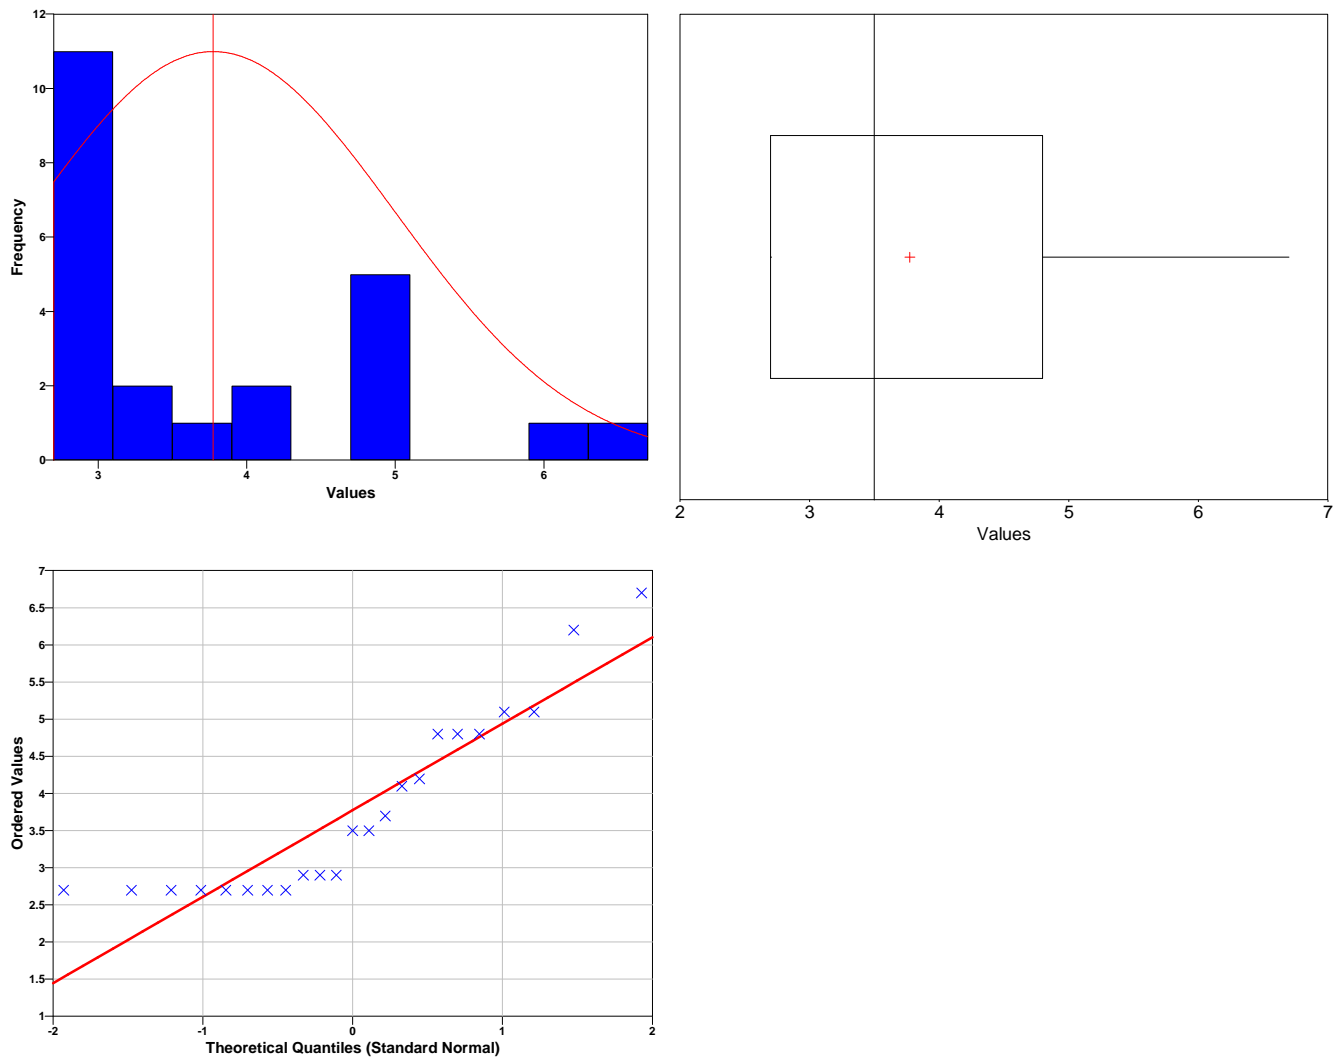 12
10
8
6
4
2
0
Frequency
3 4 5 6
Values
2 3 4 5 6 7
Values
7
6.5
6
5.5
5
4.5
4
3.5
3
2.5
2
1.5
1
Ordered Values
-2 -1 0 1 2
Theoretical Quantiles (Standard Normal)